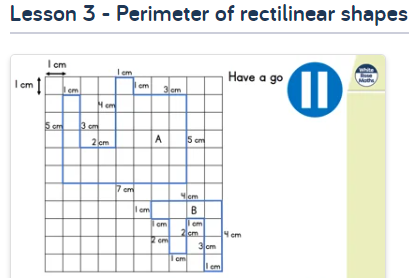 Lesson 3 - Perimeter of rectilinear shapes
1 cm
1 cm
1 cm
Have a go
White
Rose
Maths
1 cm
1 cm
3 cm
4 cm
5 cm
3 cm
2 cm
A
5 cm
7 cm
4 cm
1 cm
B
1 cm
1 cm
2 cm
4 cm
2 cm
3 cm
1 cm
1 cm